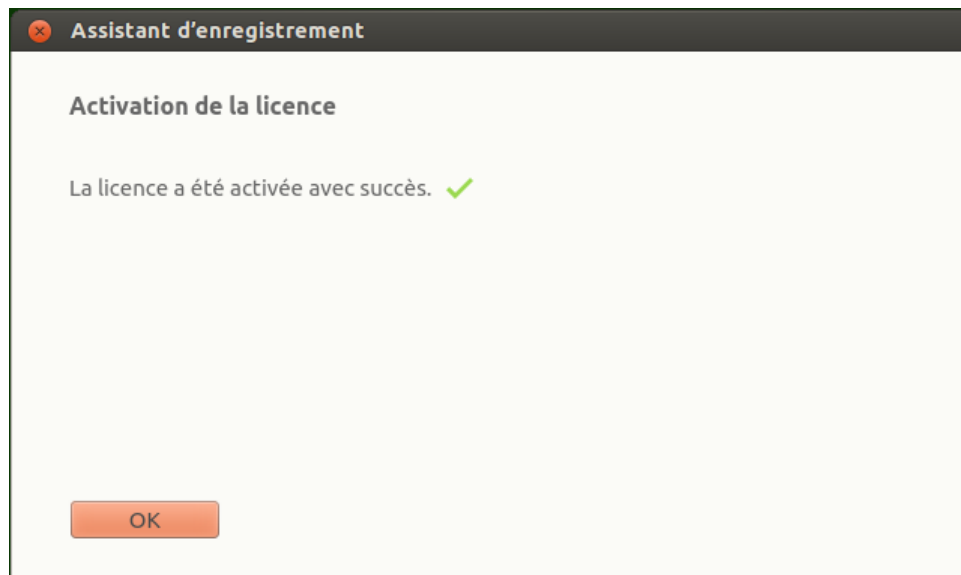 Assistant d’enregistrement
Activation de la licence
La licence a été activée avec succès.
OK